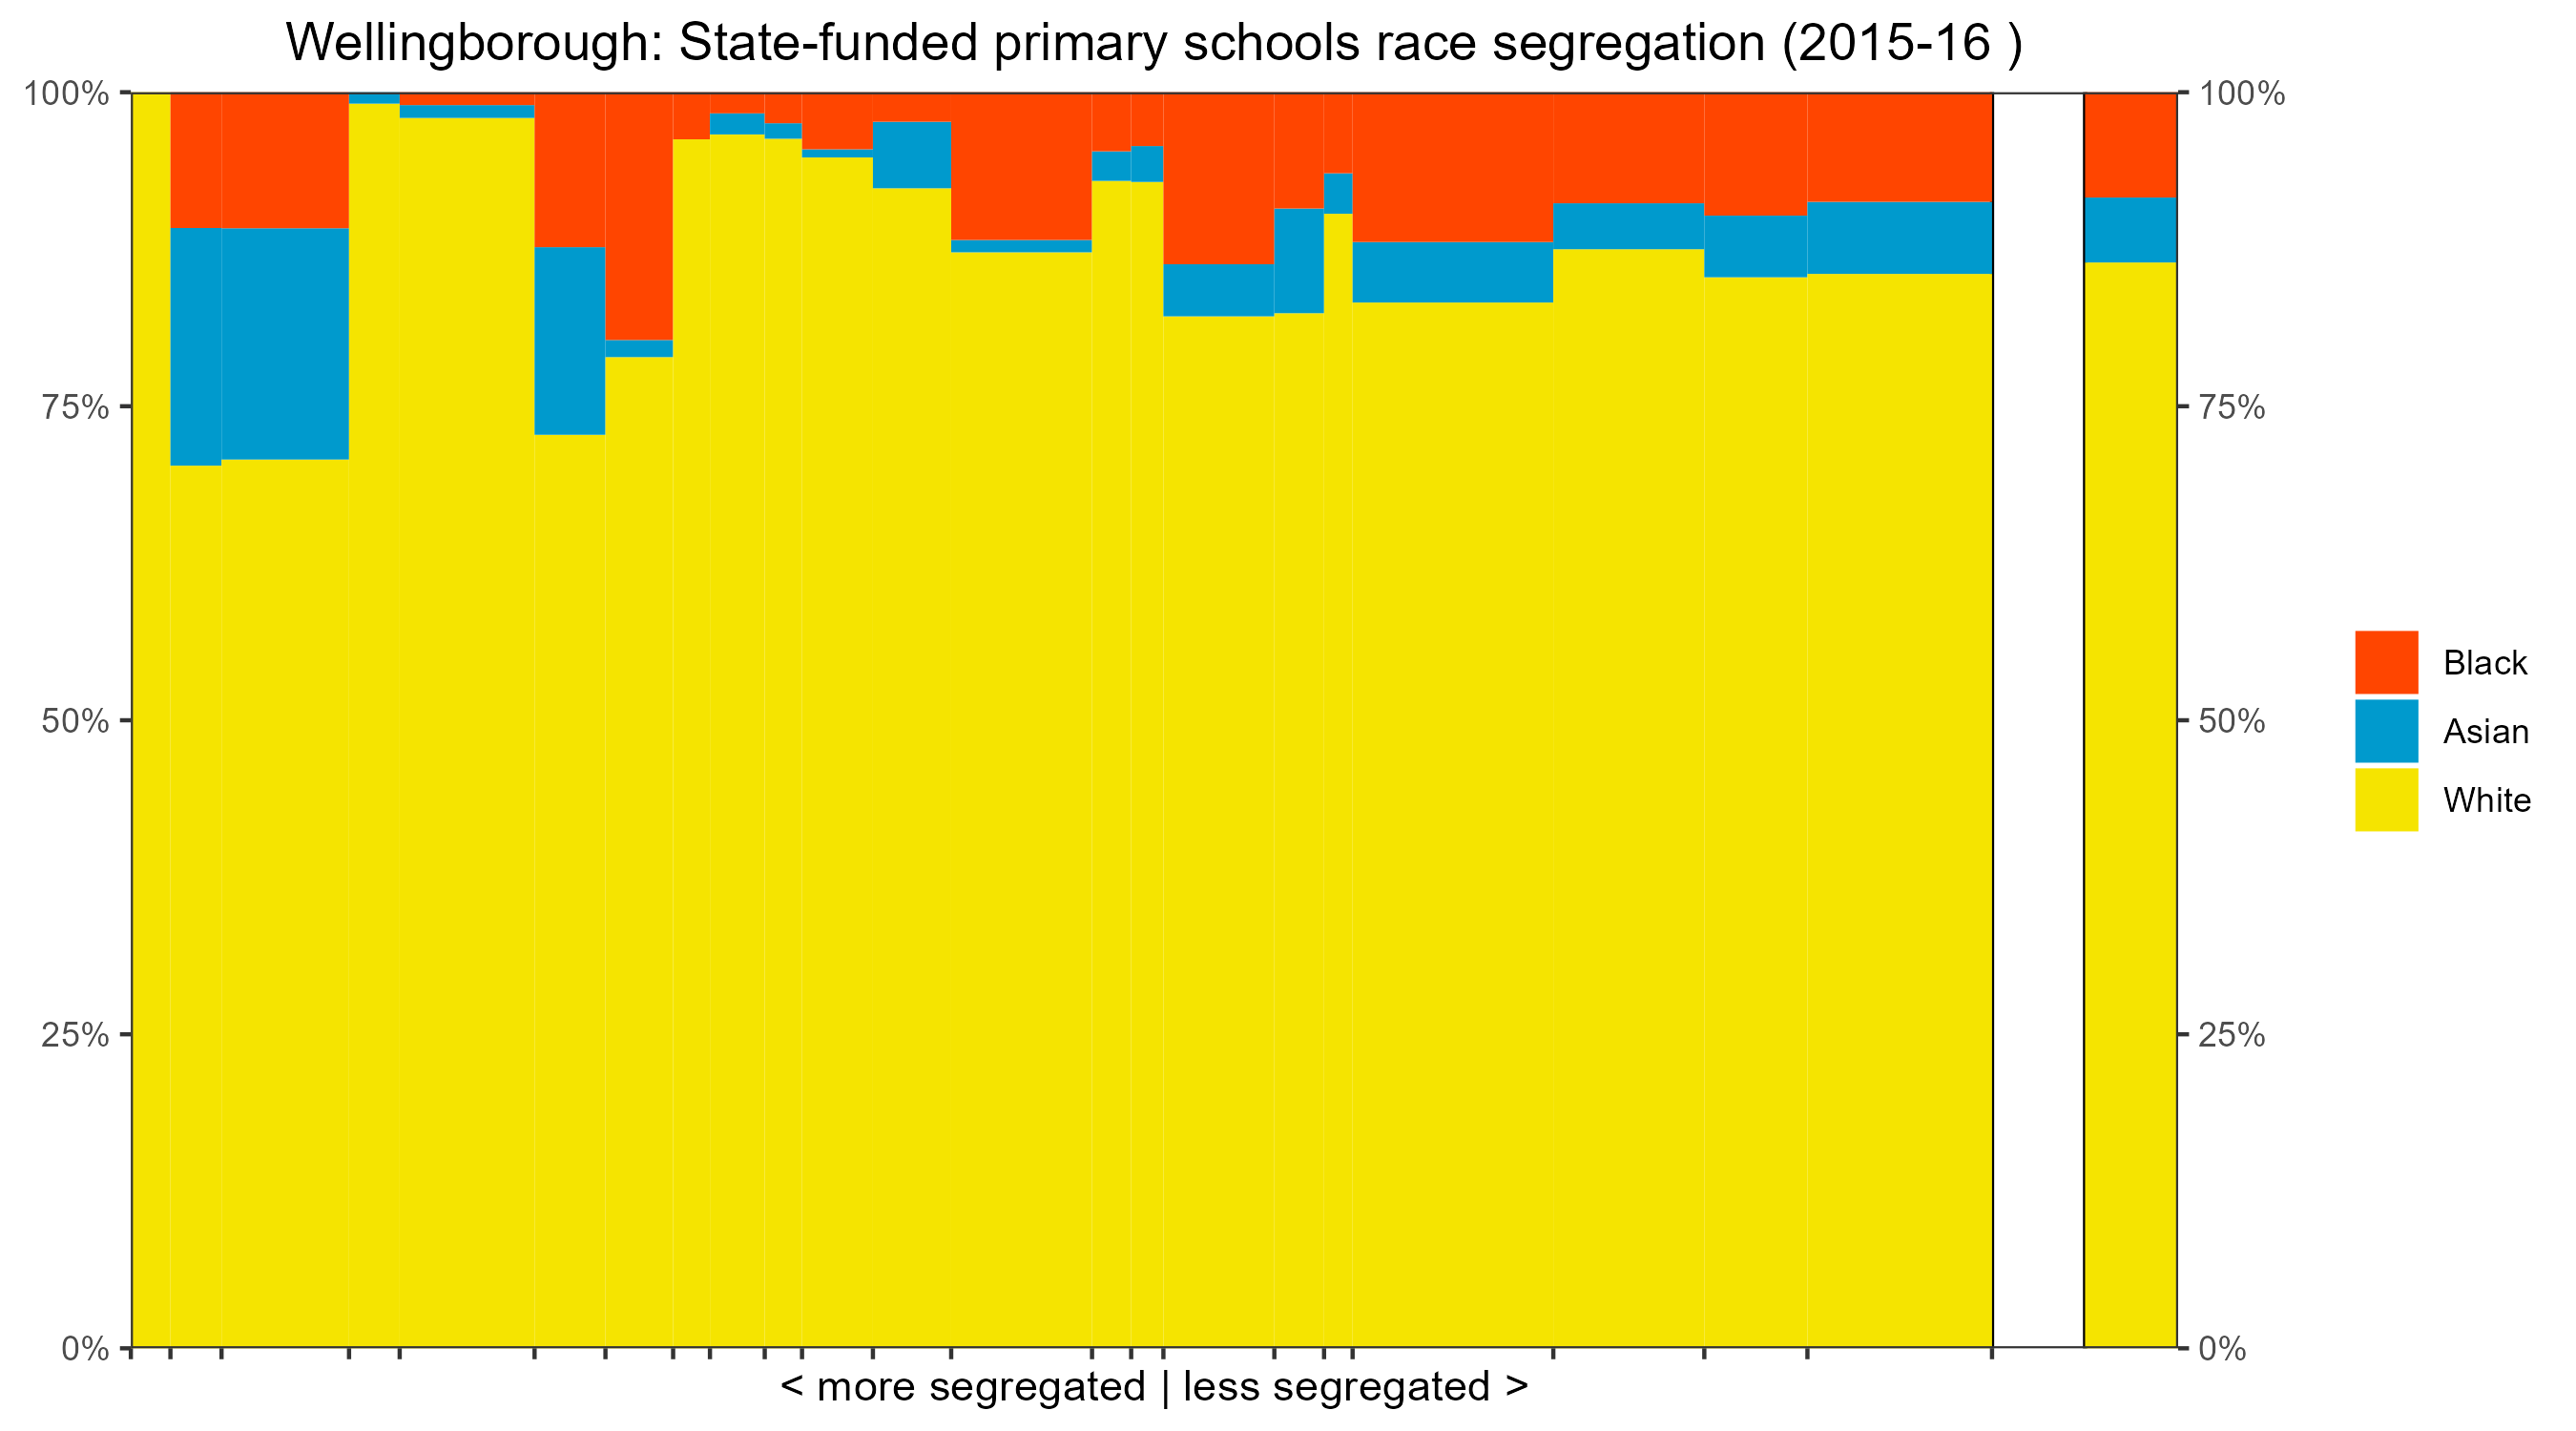 Wellingborough: State-funded primary schools race segregation (2015-16 )
100%
75%
50%
25%
0%
100%
75%
50%
25%
0%
Black
Asian
White
< more segregated | less segregated >